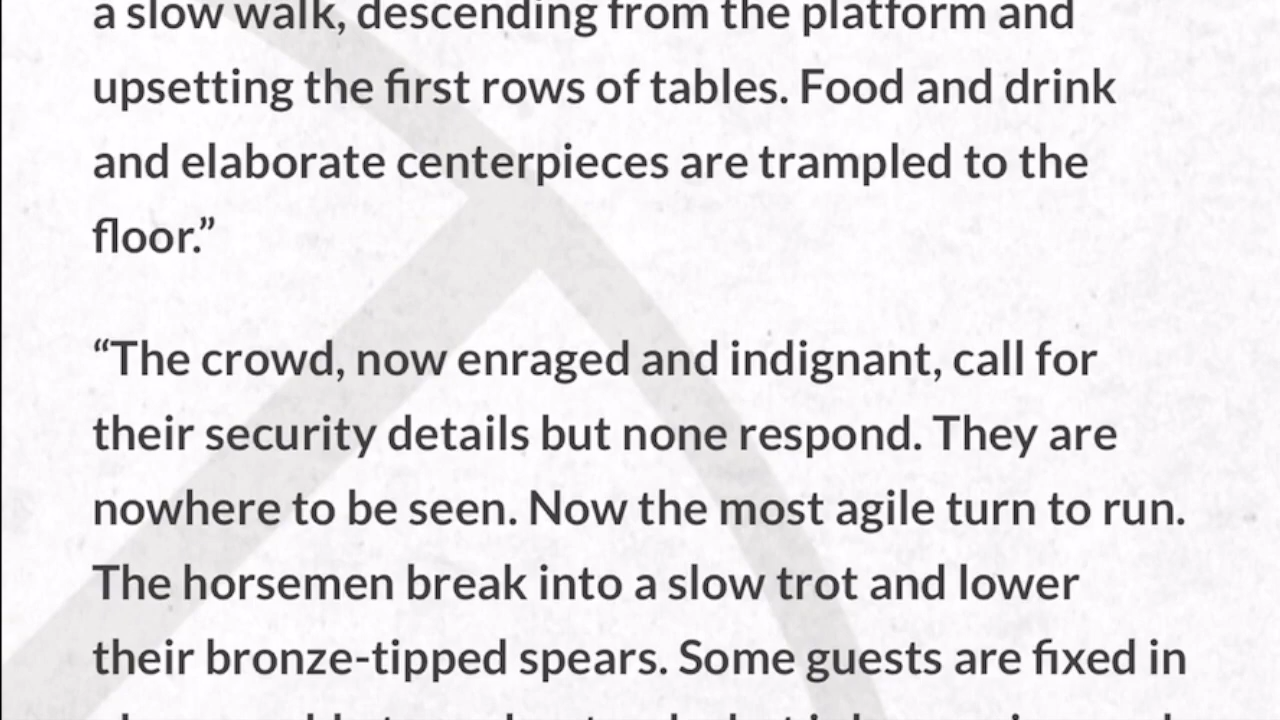 a slow walk, descending from the platform and
upsetting the first rows of tables. Food and drink
and elaborate centerpieces are trampled to the
floor.”
“The crowd, now enraged and indignant, call for
their security details but none respond. They are
nowhere to be seen. Now the most agile turn to run.
The horsemen break into a slow trot and lower
their bronze-tipped spears. Some guests are fixed in